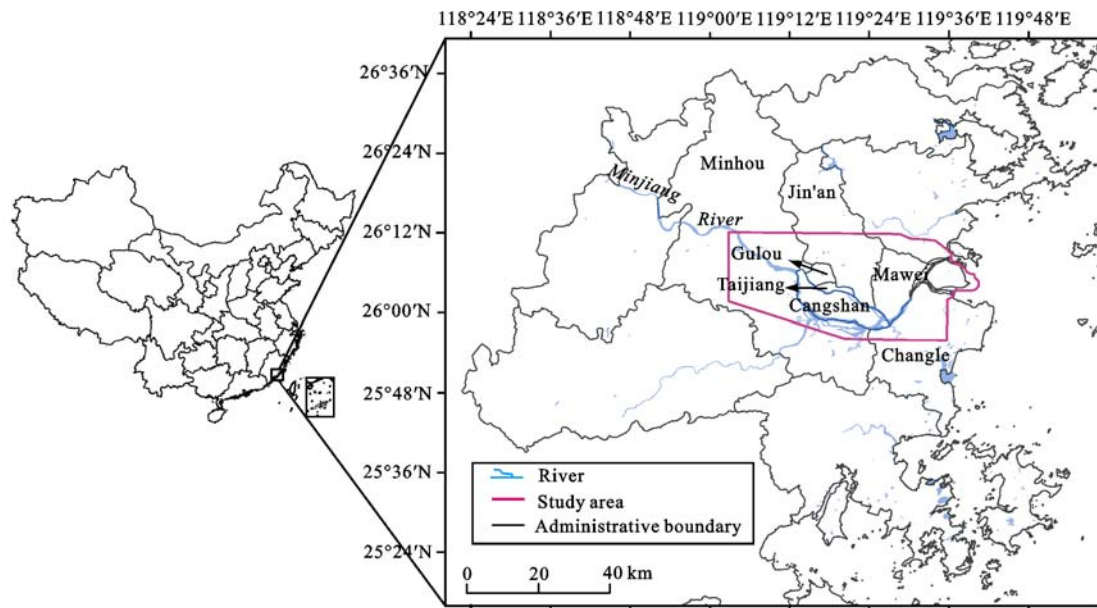 118°24′E 118°36′E 118°48′E 119°00′E 119°12′E 119°24′E 119°36′E 119°48′E
26°36′N
26°24′N
26°12′N
26°00′N
25°48′N
25°36′N
25°24′N
Minhou
Jin'an
Minjiang
River
Gulou
Mawei
Taijiang
Cangshan
Changle
River
Study area
Administrative boundary
0 20 40 km